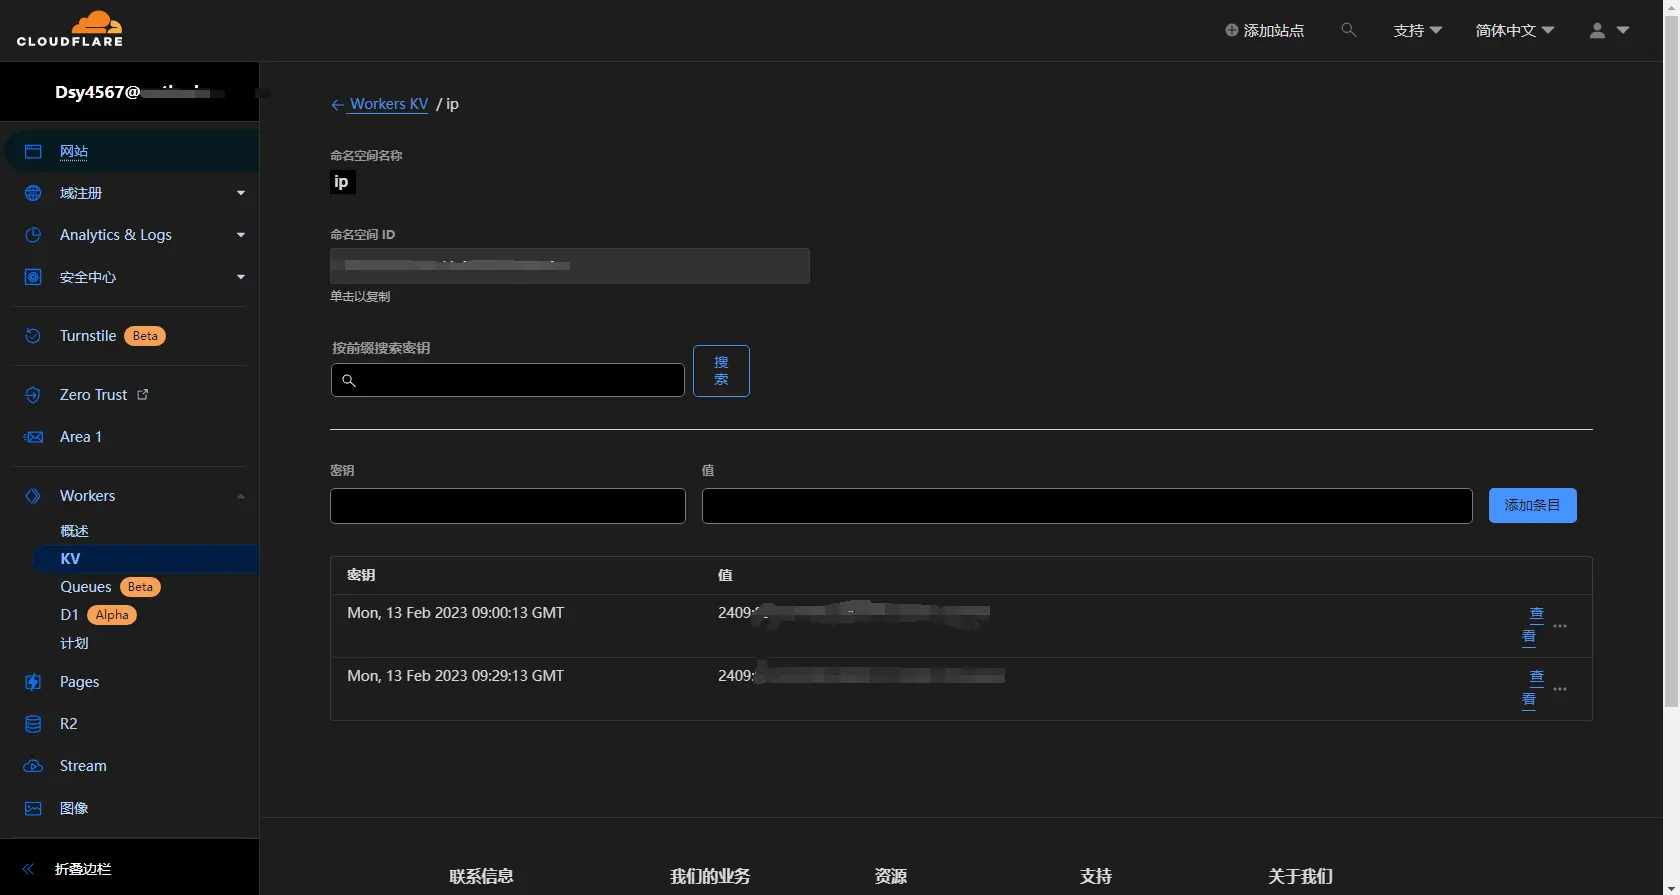 CLOUDFLARE
添加站点
支持
简体中文
Dsy4567@
网站
域注册
Analytics & Logs
安全中心
Turnstile Beta
Zero Trust
Area 1
Workers
概述
KV
Queues Beta
D1 Alpha
计划
Pages
R2
Stream
图像
折叠边栏
Workers KV / ip
命名空间名称
ip
命名空间 ID
单击以复制
按前缀搜索密钥
搜
索
密钥 值
添加条目
密钥 值
Mon, 13 Feb 2023 09:00:13 GMT 2409:
查
看
Mon, 13 Feb 2023 09:29:13 GMT 2409:
查
看
联系信息 我们的业务 资源 支持 关于我们